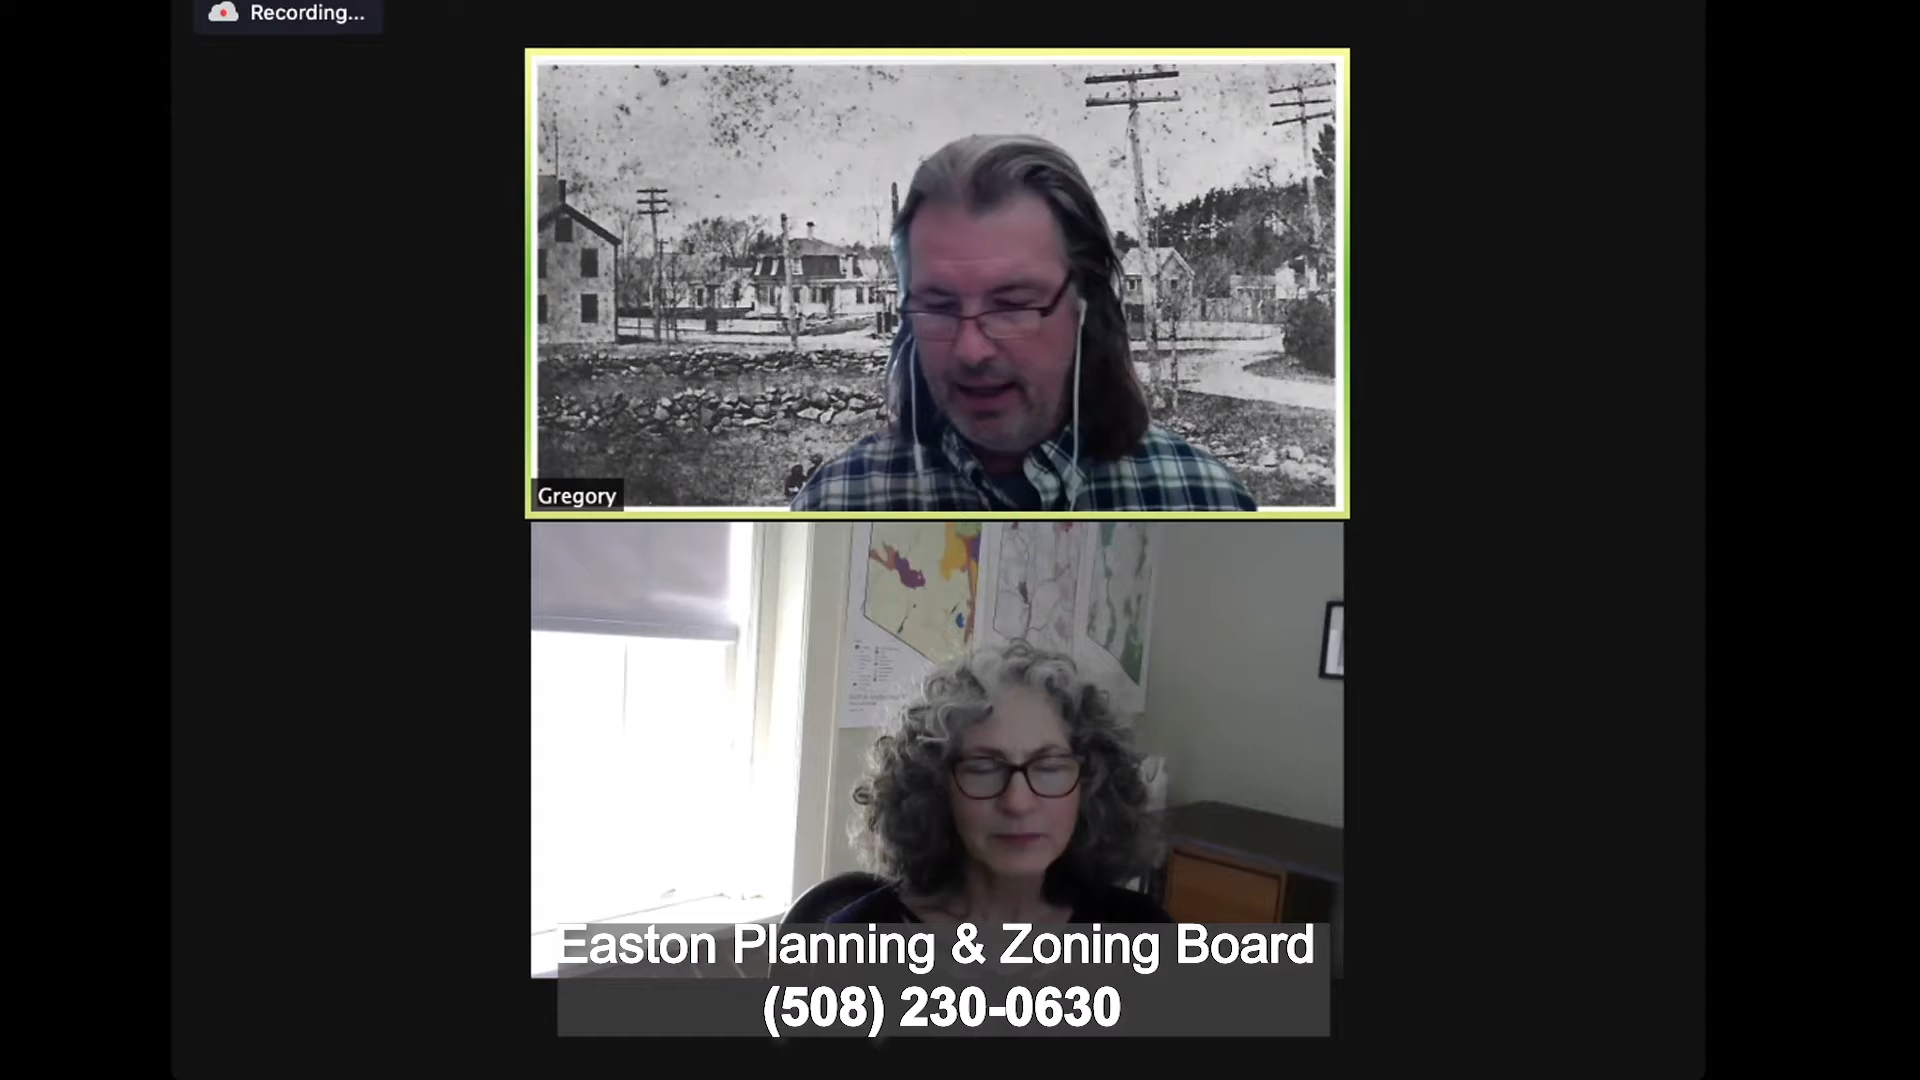 Recording...
Gregory
Easton Planning & Zoning Board
(508) 230-0630